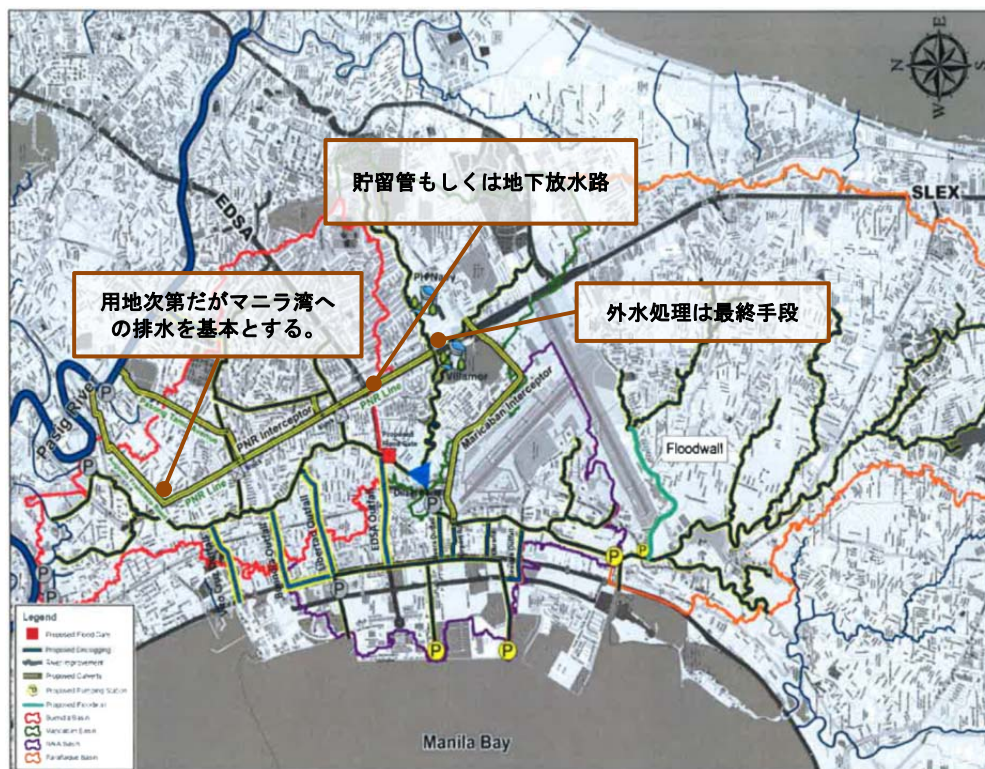 N
S
W
貯留管もしくは地下放水路
SLEX
EDSA
用地次第だがマニラ湾へ
の排水を基本とする。
外水処理は最終手段
Villamor
Pasig River
P
PNR Line
PNR Interceptor
Maricaban Interceptor
Floodwall
PNR Line
EDSA Outfall
P
P
P
P
P
P
P
P
P
Legend
Proposed Flood Gate
Proposed Declogging
River Improvement
Proposed Culverts
Proposed Pumping Station
Proposed Floodwall
Buendia Basin
Maricaban Basin
NAIA Basin
Parañaque Basin
Manila Bay